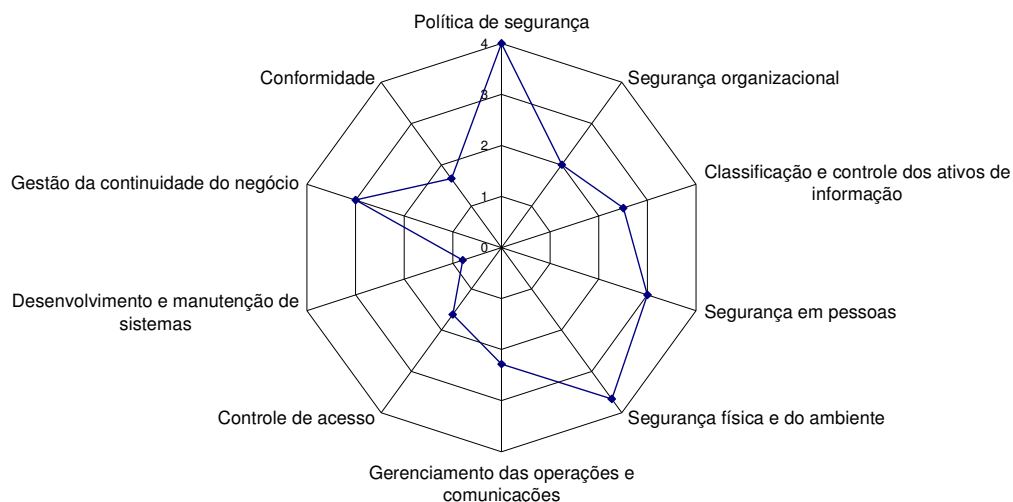 Política de segurança
4
Conformidade
Segurança organizacional
3
2
Gestão da continuidade do negócio
Classificação e controle dos ativos de
informação
1
0
Desenvolvimento e manutenção de
sistemas
Segurança em pessoas
Controle de acesso
Segurança física e do ambiente
Gerenciamento das operações e
comunicações